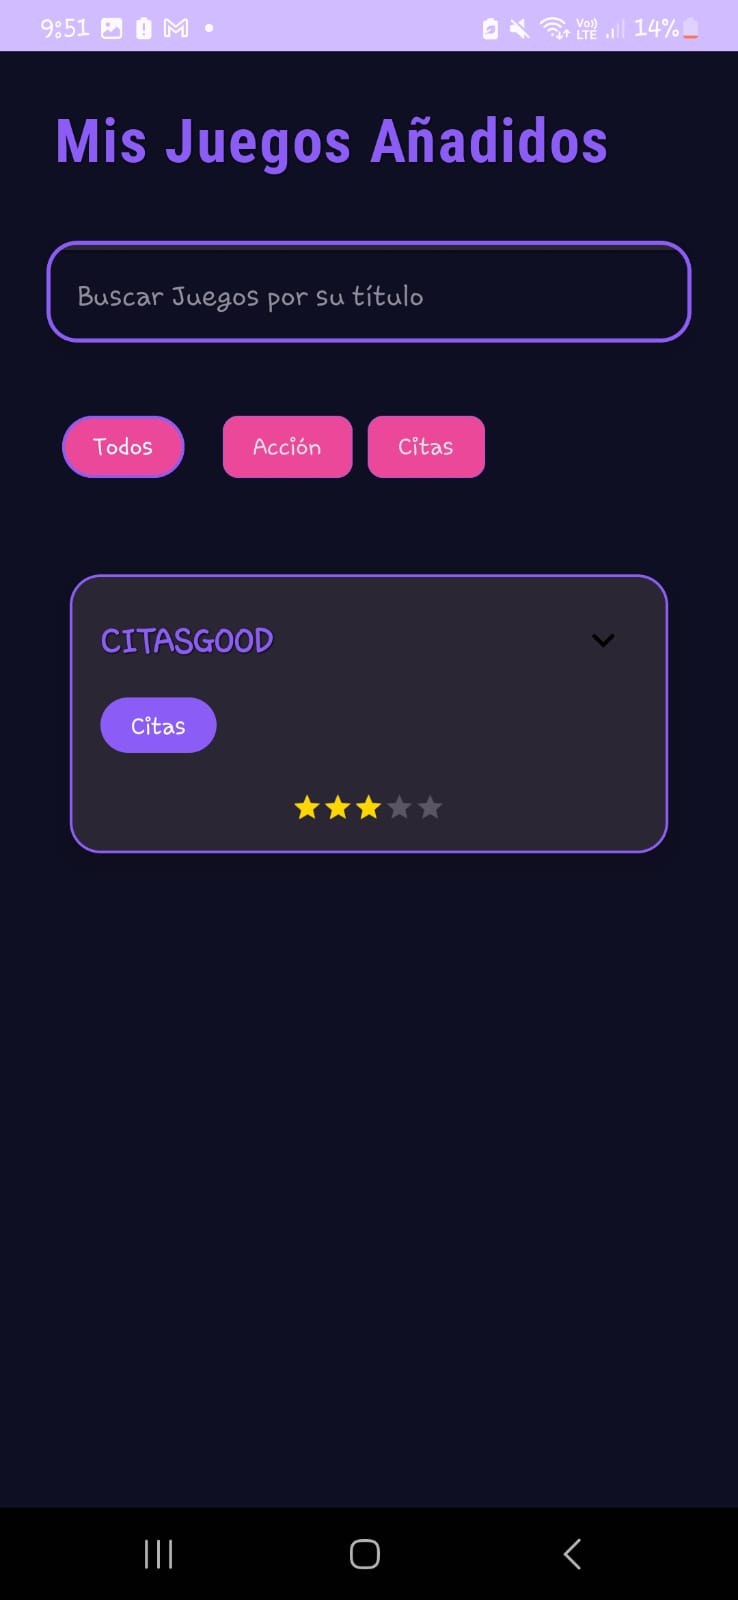 9:51 Vo)) LTE 14%
Mis Juegos Añadidos
Buscar Juegos por su título
Todos Acción Citas
CITASGOOD
Citas